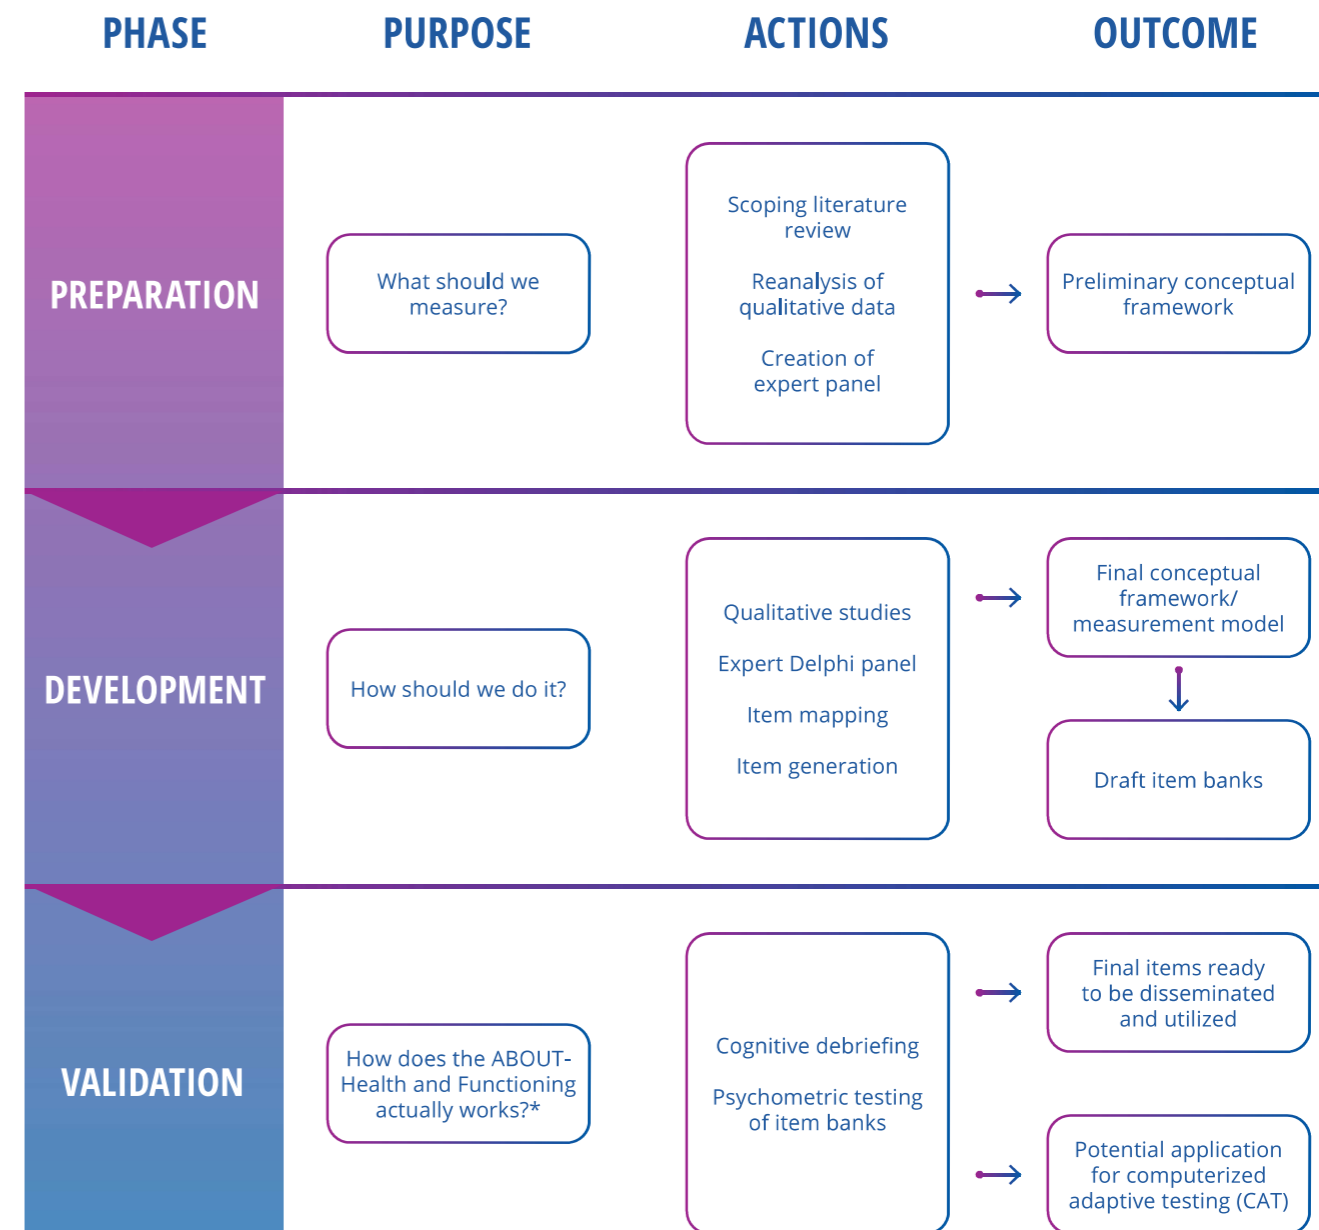 PHASE
PURPOSE
ACTIONS
OUTCOME
PREPARATION
What should we
measure?
Scoping literature
review
Reanalysis of
qualitative data
Creation of
expert panel
Preliminary conceptual
framework
DEVELOPMENT
How should we do it?
Qualitative studies
Expert Delphi panel
Item mapping
Item generation
Final conceptual
framework/
measurement model
Draft item banks
VALIDATION
How does the ABOUT-
Health and Functioning
actually works?*
Cognitive debriefing
Psychometric testing
of item banks
Final items ready
to be disseminated
and utilized
Potential application
for computerized
adaptive testing (CAT)